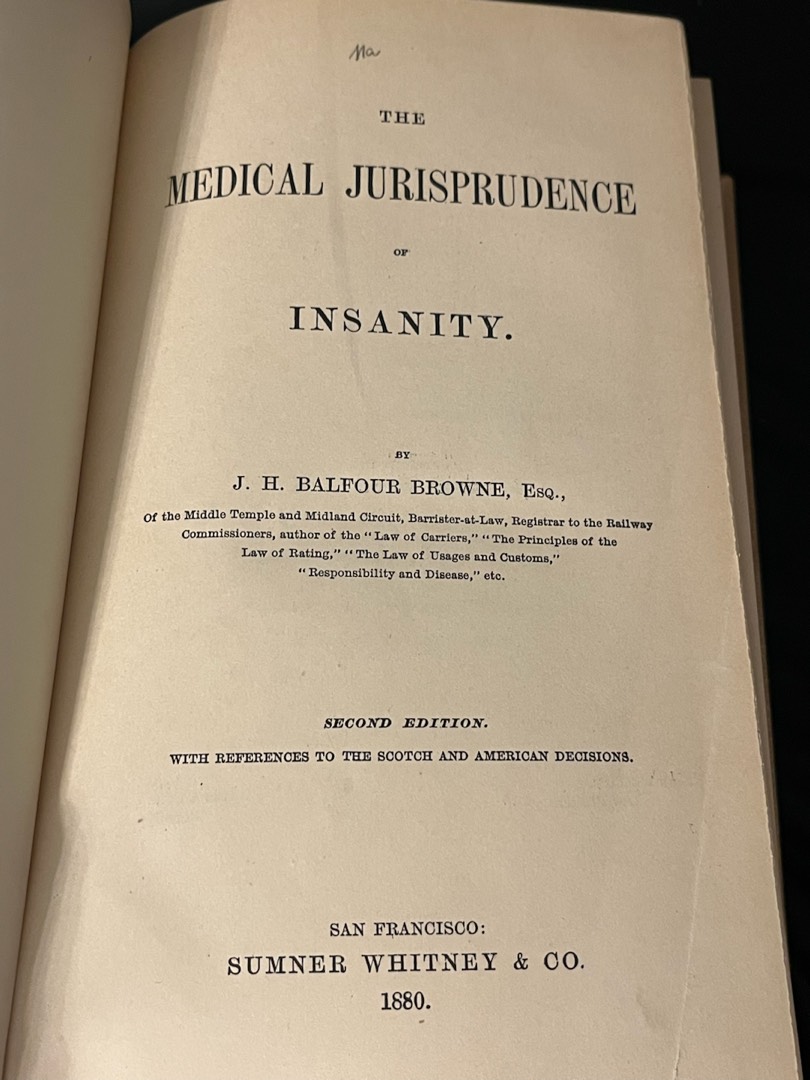 THE
MEDICAL JURISPRUDENCE
OF
INSANITY.
BY
J. H. BALFOUR BROWNE, Esq.,
Of the Middle Temple and Midland Circuit, Barrister-at-Law, Registrar to the Railway
Commissioners, author of the “Law of Carriers,” “The Principles of the
Law of Rating,” “The Law of Usages and Customs,”
“Responsibility and Disease,” etc.
SECOND EDITION.
WITH REFERENCES TO THE SCOTCH AND AMERICAN DECISIONS.
SAN FRANCISCO:
SUMNER WHITNEY & CO.
1880.